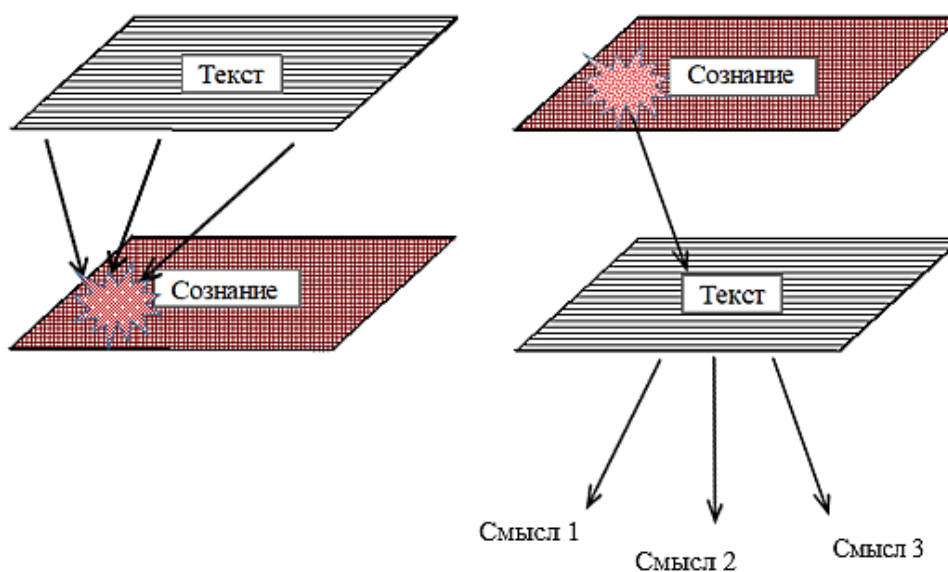 Текст
Сознание
Сознание
Текст
Смысл 1
Смысл 2
Смысл 3